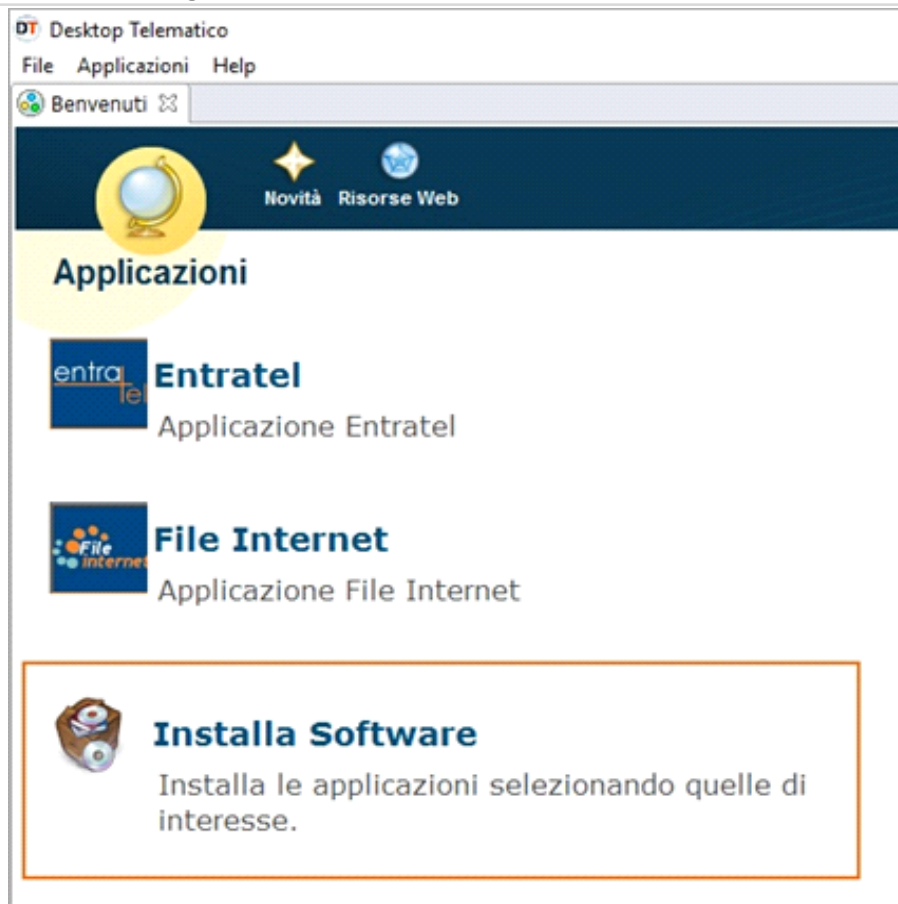 Desktop Telematico
File Applicazioni Help
Benvenuti
Novità Risorse Web
Applicazioni
entratel
Entratel
Applicazione Entratel
File
internet
File Internet
Applicazione File Internet
Installa Software
Installa le applicazioni selezionando quelle di
interesse.